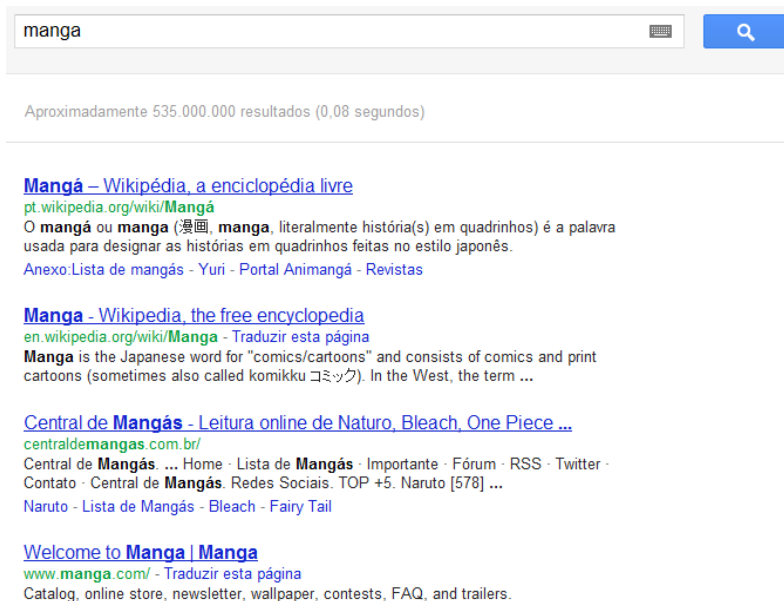 manga
Aproximadamente 535.000.000 resultados (0,08 segundos)
Mangá – Wikipédia, a enciclopédia livre
pt.wikipedia.org/wiki/Mangá
O mangá ou manga (漫画, manga, literalmente história(s) em quadrinhos) é a palavra
usada para designar as histórias em quadrinhos feitas no estilo japonês.
Anexo:Lista de mangás - Yuri - Portal Animangá - Revistas
Manga - Wikipedia, the free encyclopedia
en.wikipedia.org/wiki/Manga - Traduzir esta página
Manga is the Japanese word for "comics/cartoons" and consists of comics and print
cartoons (sometimes also called komikku コミック). In the West, the term ...
Central de Mangás - Leitura online de Naturo, Bleach, One Piece ...
centraldemangas.com.br/
Central de Mangás. ... Home · Lista de Mangás · Importante · Fórum · RSS · Twitter ·
Contato · Central de Mangás. Redes Sociais. TOP +5. Naruto [578] ...
Naruto - Lista de Mangás - Bleach - Fairy Tail
Welcome to Manga | Manga
www.manga.com/ - Traduzir esta página
Catalog, online store, newsletter, wallpaper, contests, FAQ, and trailers.